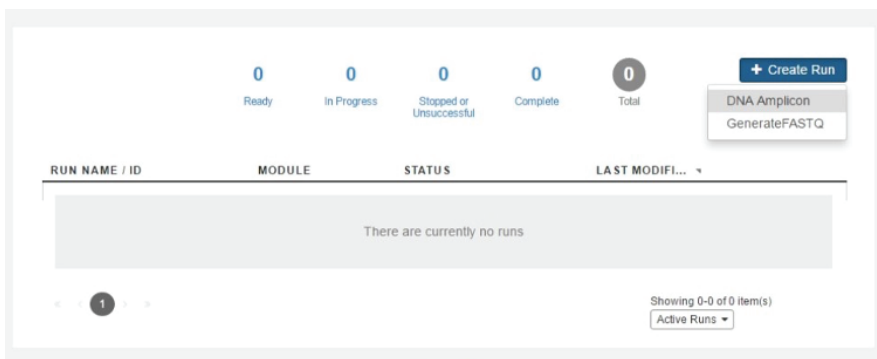 0 0 0 0 0 + Create Run
Ready In Progress Stopped or Unsuccessful Complete Total
DNA Amplicon
GenerateFASTQ
RUN NAME / ID MODULE STATUS LAST MODIFI...
There are currently no runs
« ‹ 1 › »
Showing 0-0 of 0 item(s)
Active Runs